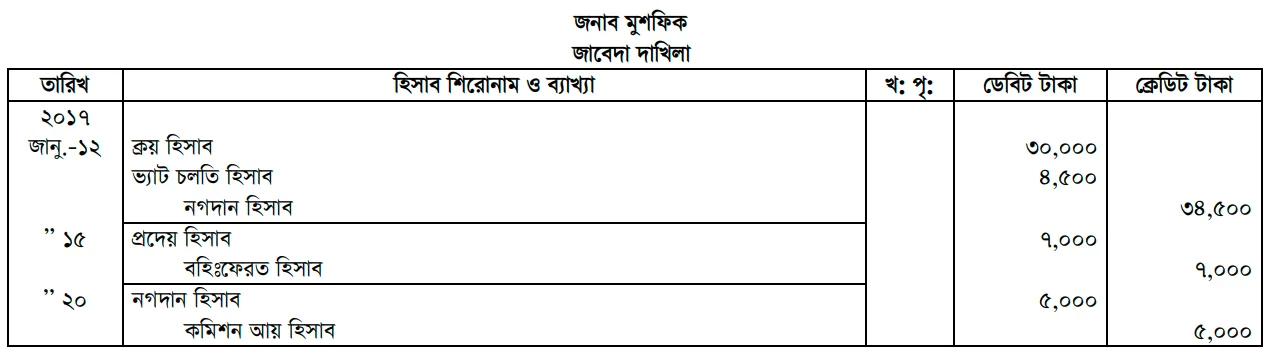 জনাব মুশফিক
জাবেদা দাখিলা
তারিখ হিসাব শিরোনাম ও ব্যাখ্যা খ: পৃ: ডেবিট টাকা ক্রেডিট টাকা
২০১৭
জানু.-১২ ক্রয় হিসাব ৩০,০০০
ভ্যাট চলতি হিসাব ৪,৫০০
নগদান হিসাব ৩৪,৫০০
” ১৫ প্রদেয় হিসাব ৭,০০০
বহিঃফেরত হিসাব ৭,০০০
” ২০ নগদান হিসাব ৫,০০০
কমিশন আয় হিসাব ৫,০০০